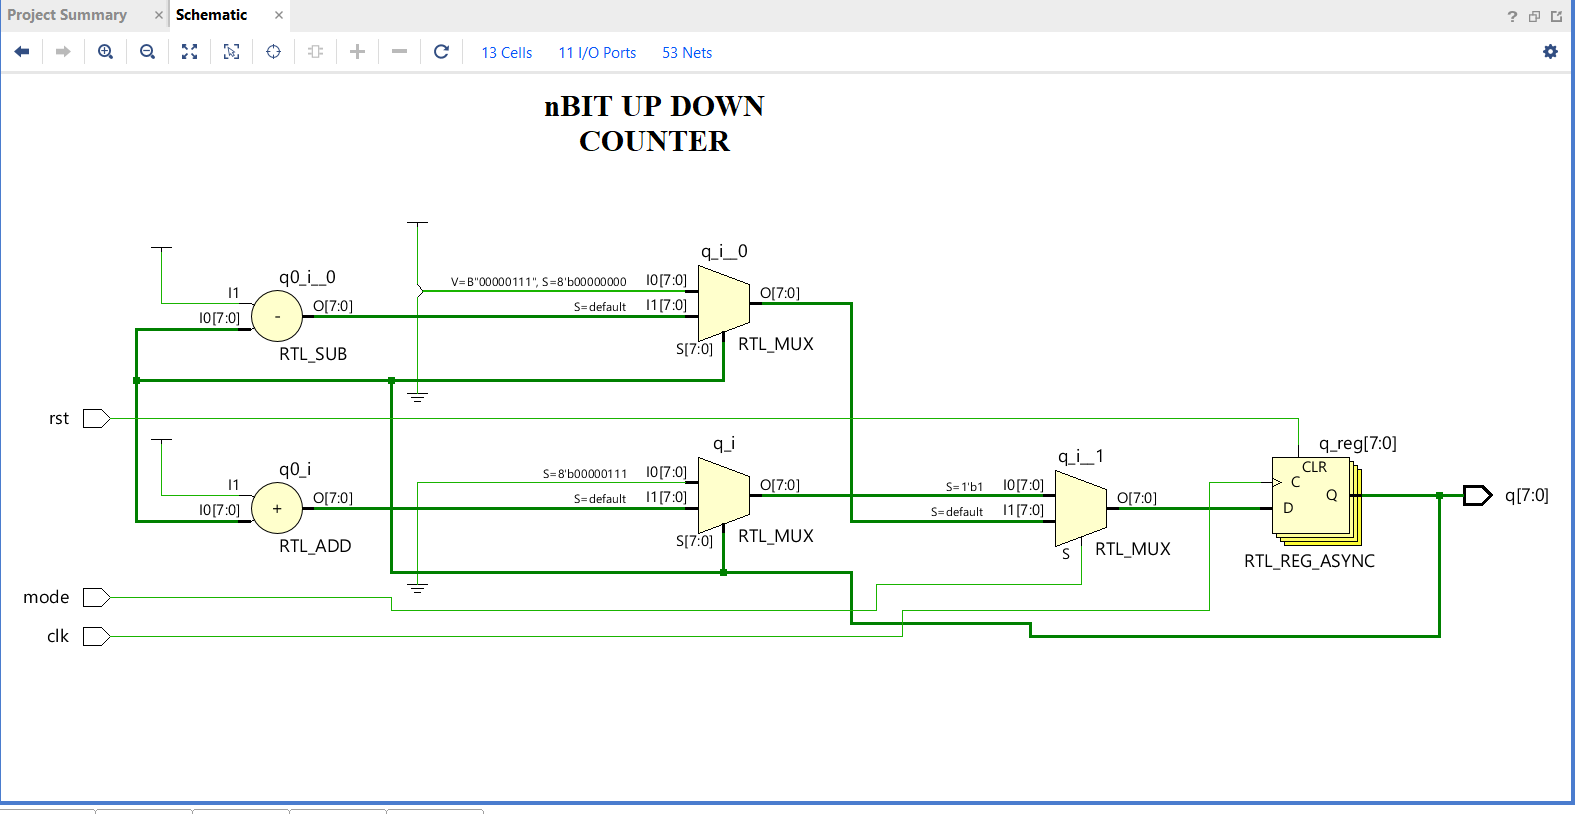 Project Summary × Schematic ×
?
13 Cells 11 I/O Ports 53 Nets
nBIT UP DOWN
COUNTER
q_i__0
q0_i__0
V=B"00000111", S=8'b00000000 I0[7:0]
I1
O[7:0]
S=default I1[7:0]
O[7:0]
I0[7:0]
-
RTL_SUB
S[7:0]
RTL_MUX
rst
q_i
q_reg[7:0]
q_i__1
q0_i
CLR
S=8'b00000111 I0[7:0]
C
I1
O[7:0]
S=1'b1 I0[7:0]
Q
q[7:0]
O[7:0]
S=default I1[7:0]
O[7:0]
I0[7:0]
+
S=default I1[7:0]
D
RTL_ADD
S[7:0]
RTL_MUX
S
RTL_MUX
RTL_REG_ASYNC
mode
clk